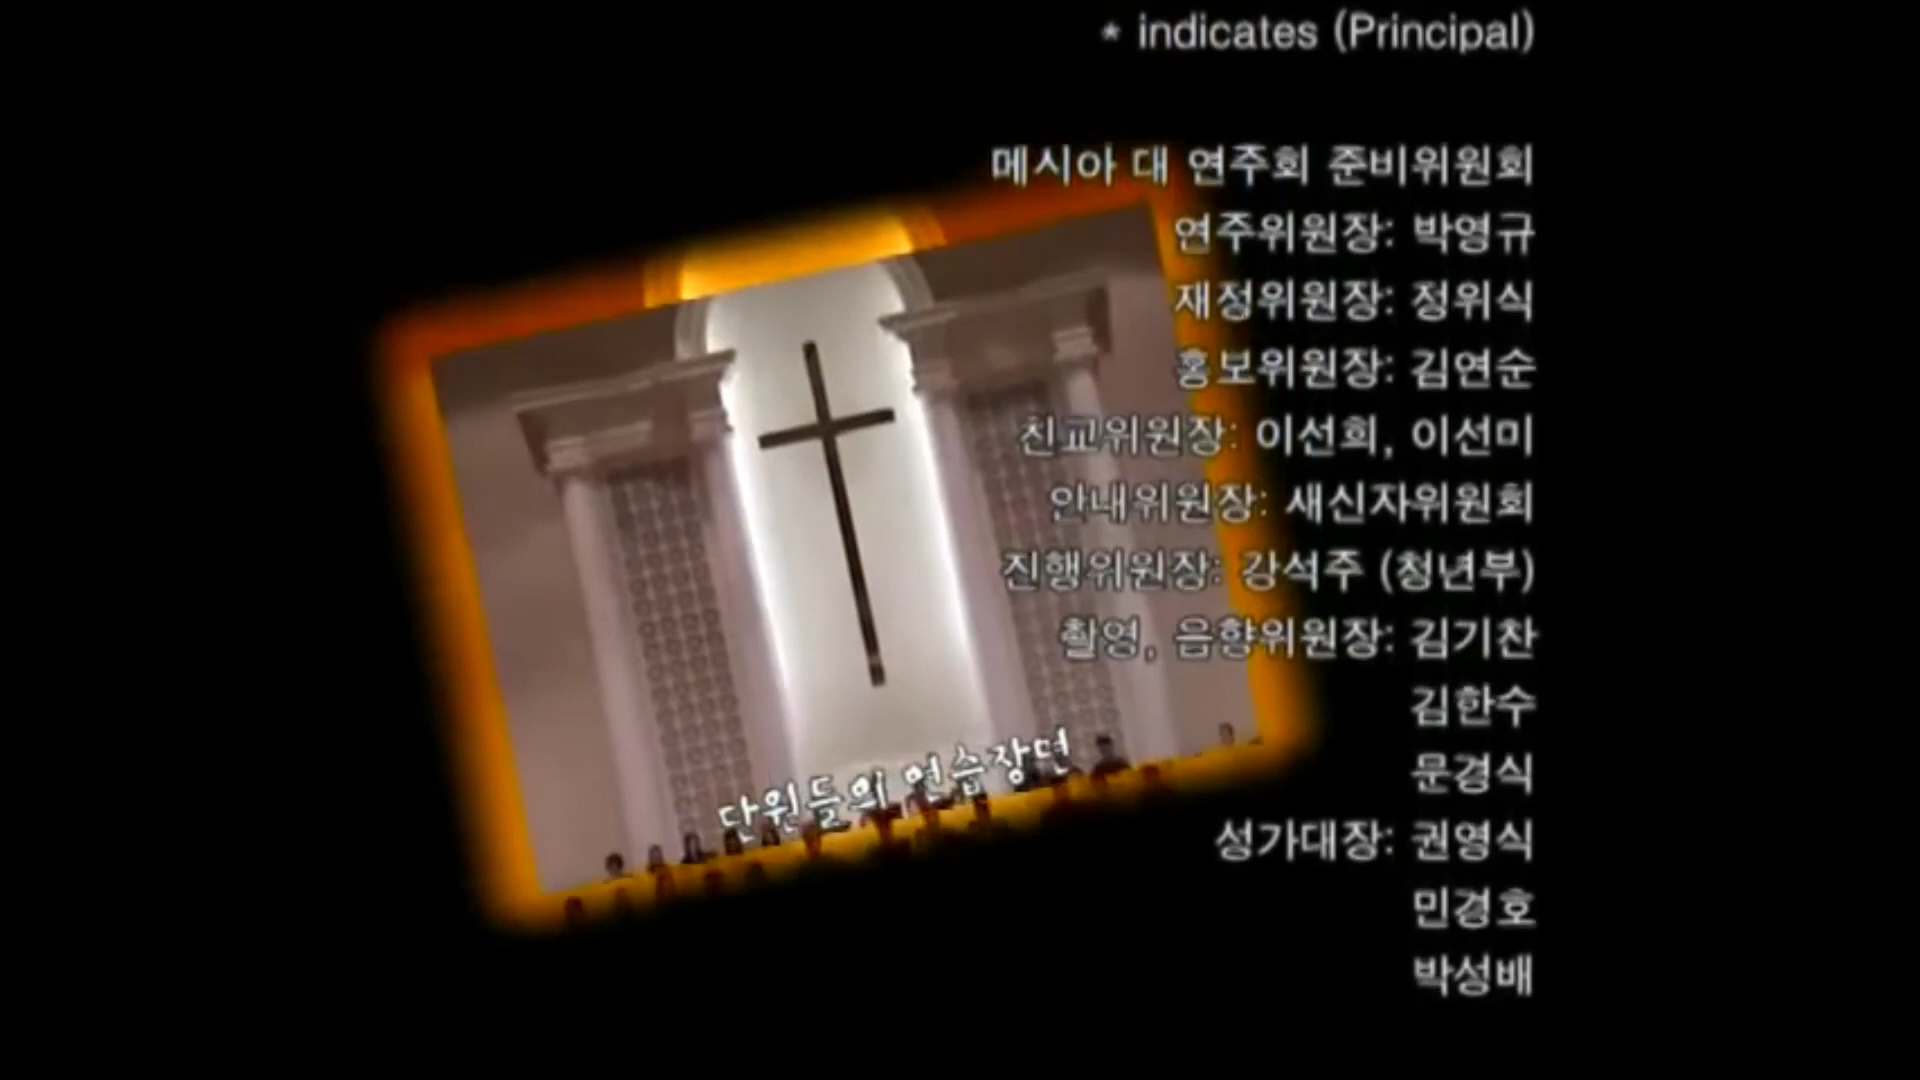 * indicates (Principal)
메시아 대 연주회 준비위원회
연주위원장: 박영규
재정위원장: 정위식
홍보위원장: 김연순
친교위원장: 이선희, 이선미
안내위원장: 새신자위원회
진행위원장: 강석주 (청년부)
촬영, 음향위원장: 김기찬
김한수
문경식
성가대장: 권영식
민경호
박성배
단원들의 연습장면